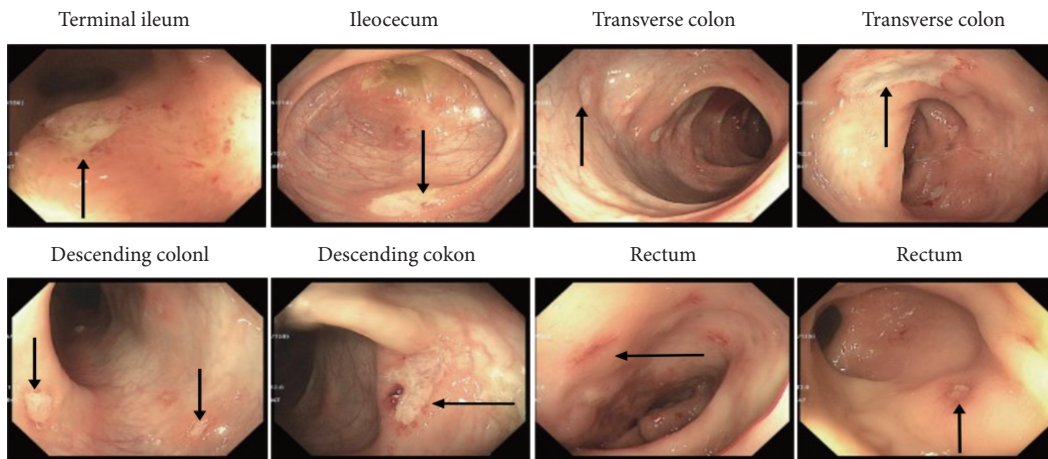 Terminal ileum
Ileocecum
Transverse colon
Transverse colon
Descending colonl
Descending cokon
Rectum
Rectum